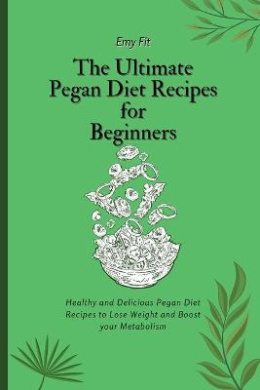 Emy Fit
The Ultimate
Pegan Diet Recipes
for
Beginners
Healthy and Delicious Pegan Diet
Recipes to Lose Weight and Boost
your Metabolism